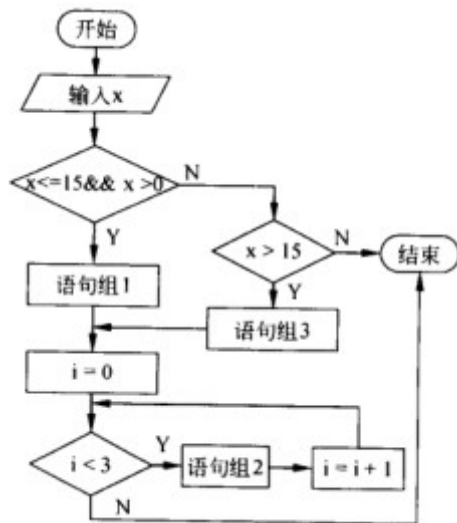 开始
输入x
x<=15&& x >0
N
Y
x > 15
N
结束
Y
语句组1
语句组3
i = 0
i < 3
Y
语句组2
i = i + 1
N